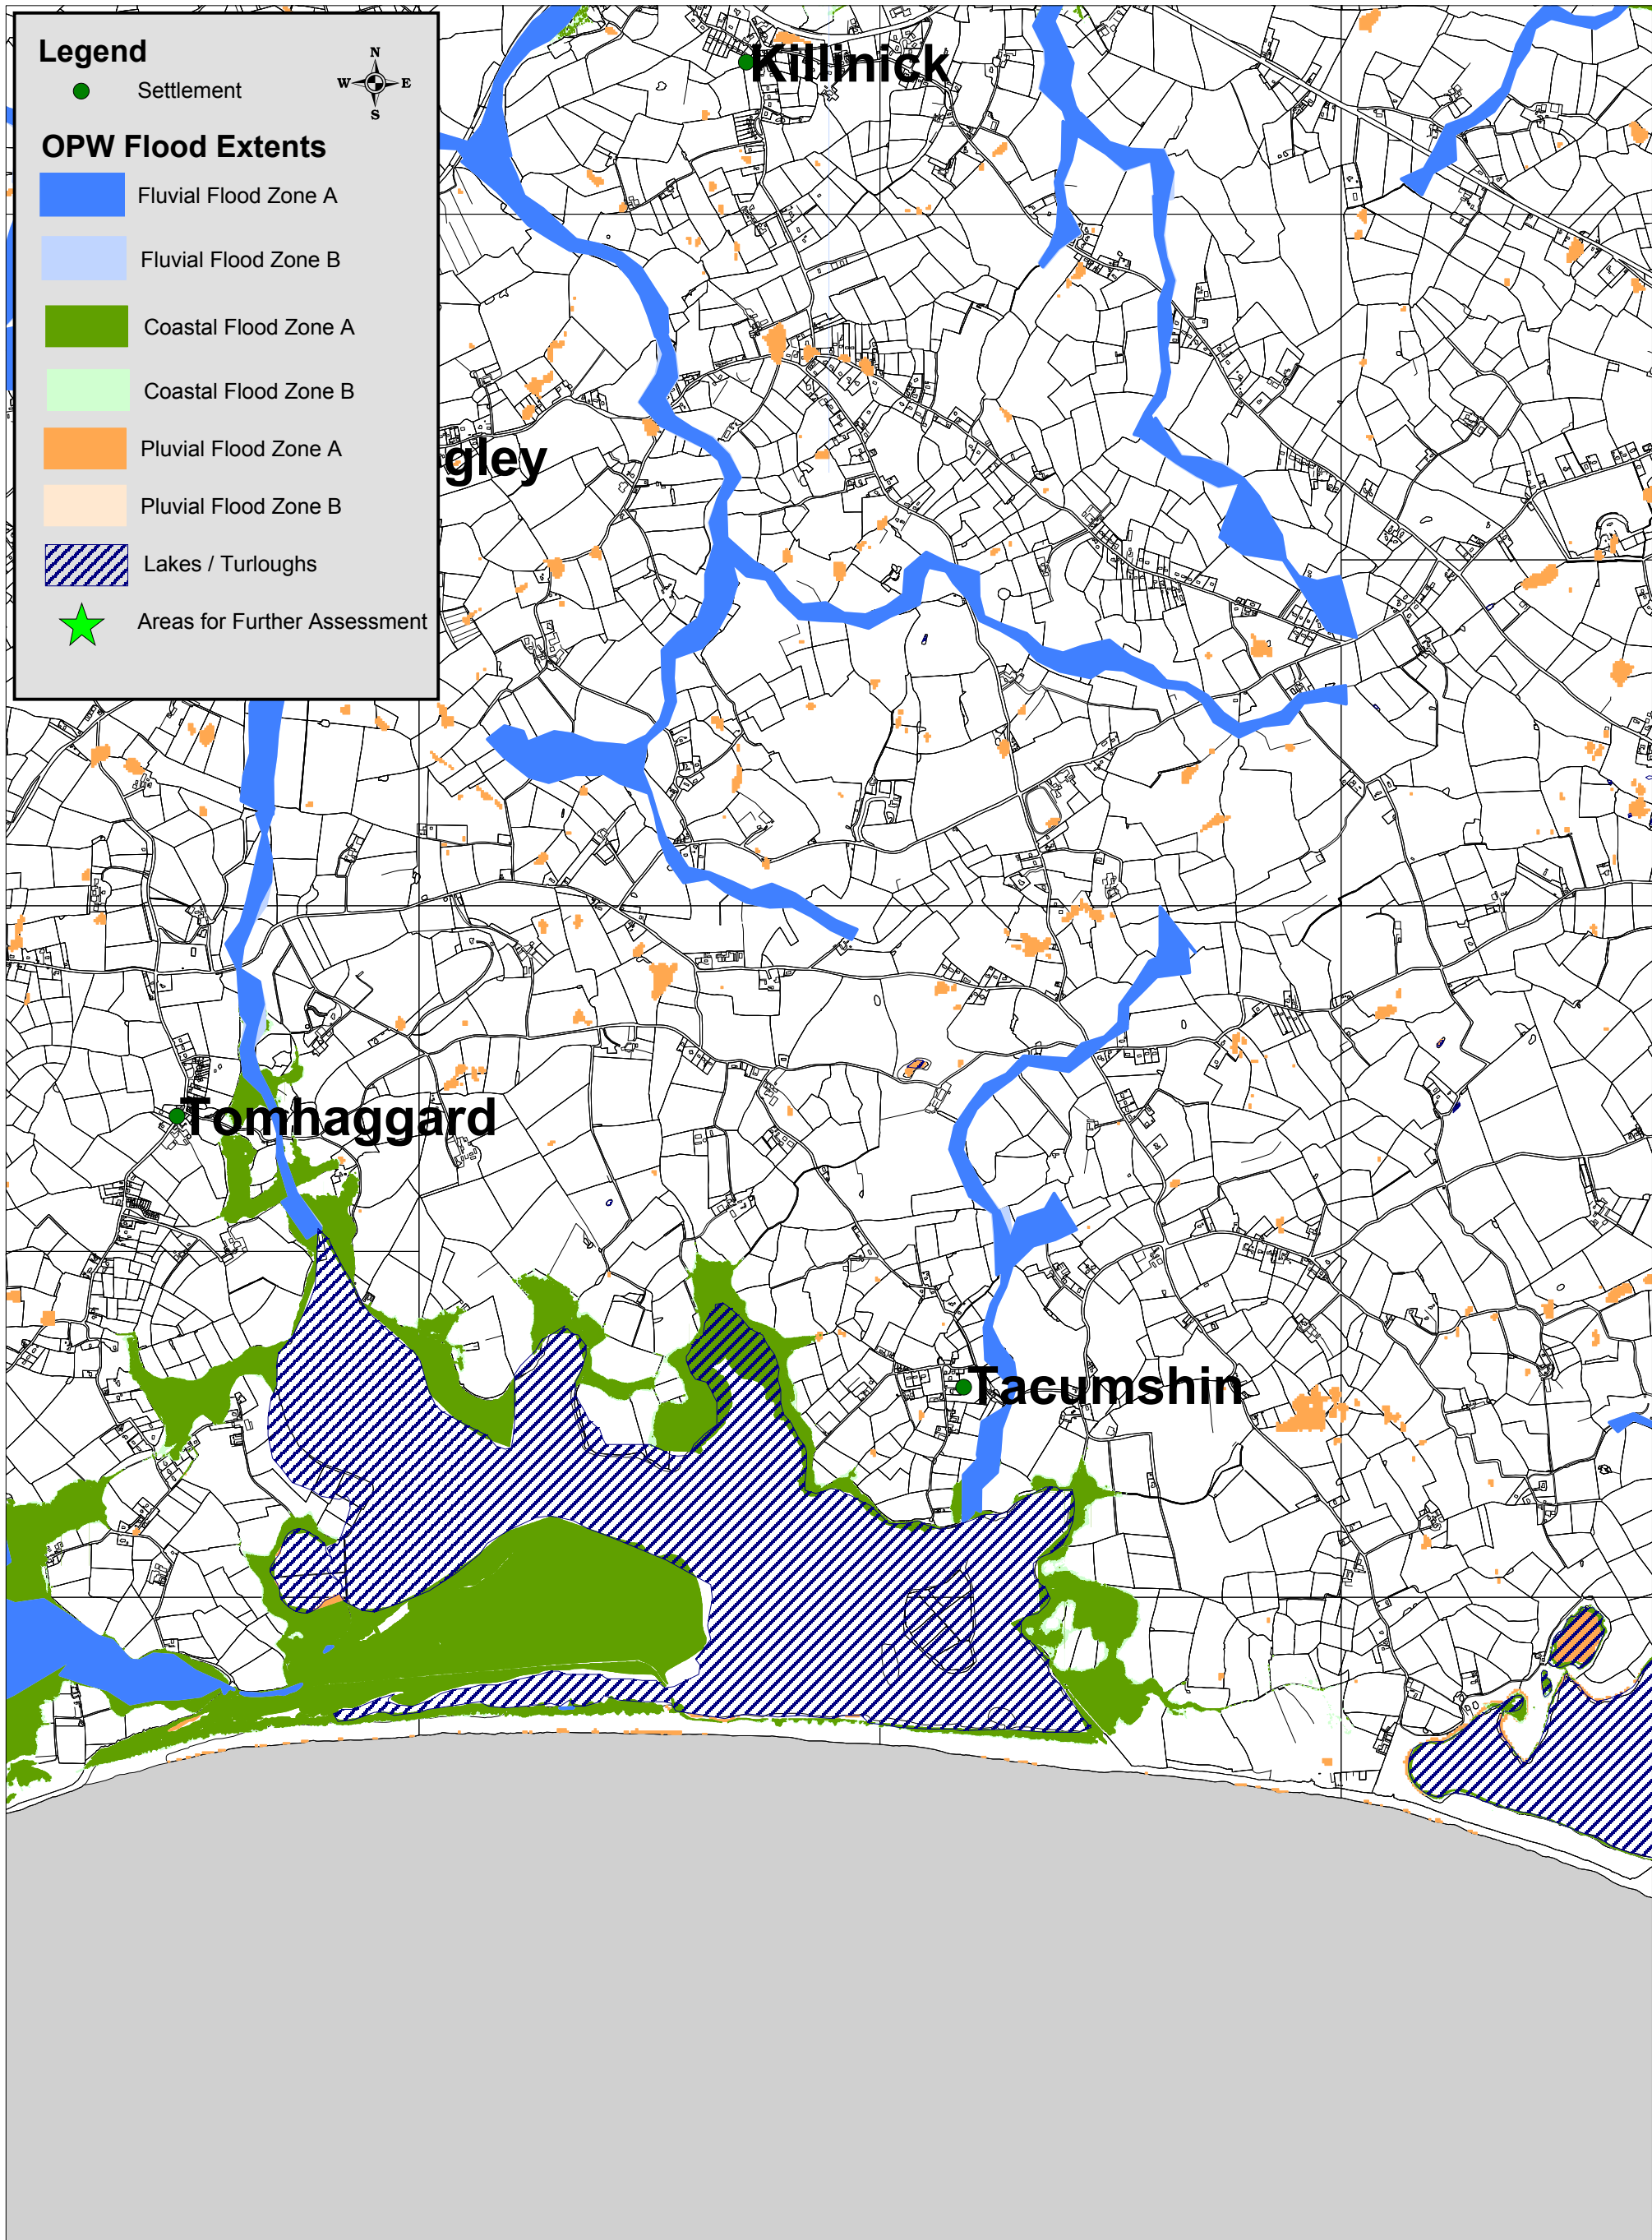 Legend
N
W E
S
Settlement
OPW Flood Extents
Fluvial Flood Zone A
Fluvial Flood Zone B
Coastal Flood Zone A
Coastal Flood Zone B
Pluvial Flood Zone A
Pluvial Flood Zone B
Lakes / Turloughs
Areas for Further Assessment
Killinick
gley
Tomhaggard
Tacumshin